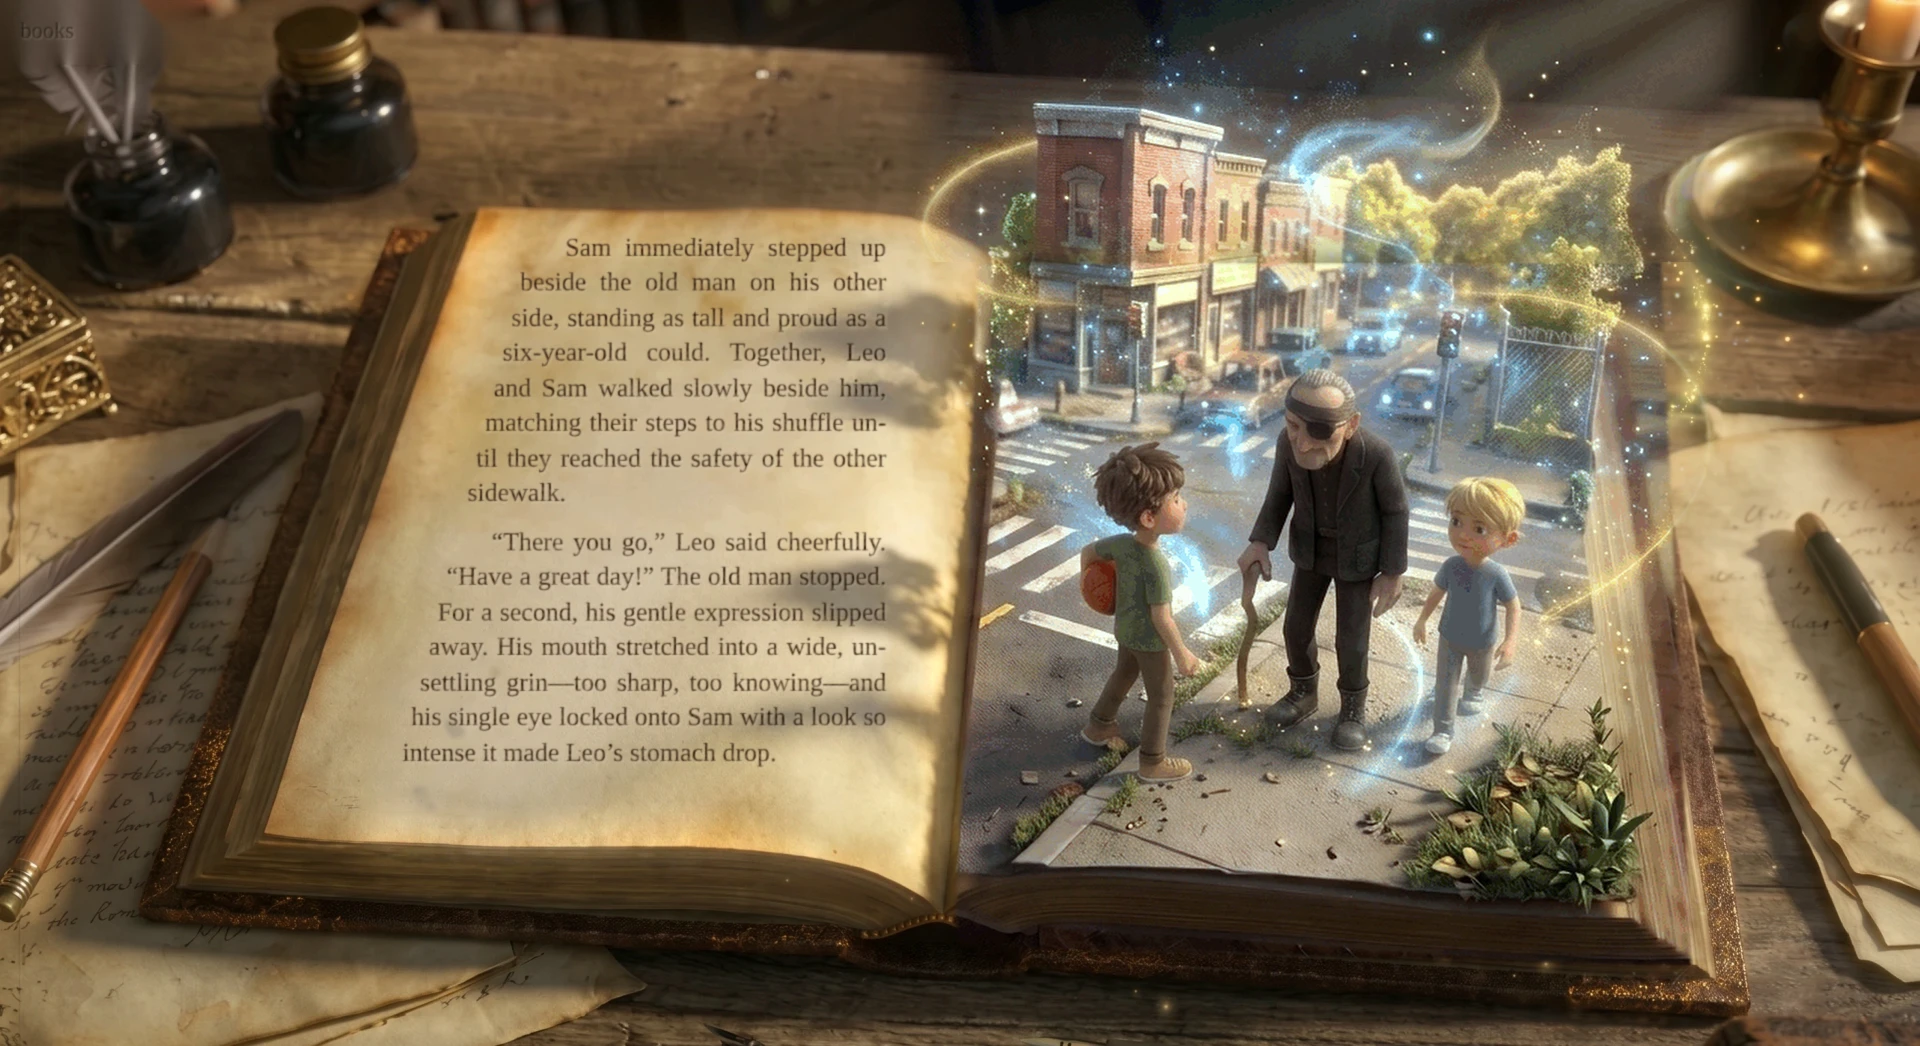 books
Sam immediately stepped up
beside the old man on his other
side, standing as tall and proud as a
six-year-old could. Together, Leo
and Sam walked slowly beside him,
matching their steps to his shuffle un-
til they reached the safety of the other
sidewalk.
“There you go,” Leo said cheerfully.
“Have a great day!” The old man stopped.
For a second, his gentle expression slipped
away. His mouth stretched into a wide, un-
settling grin—too sharp, too knowing—and
his single eye locked onto Sam with a look so
intense it made Leo’s stomach drop.